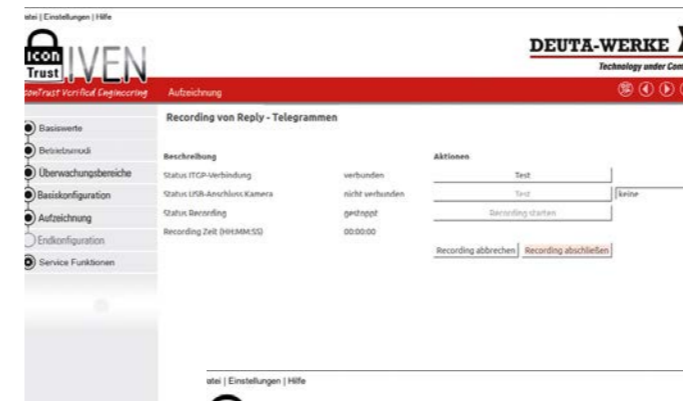 atei | Einstellungen | Hilfe
icon
Trust
IVEN
DEUTA-WERKE
Technology under Con
conTrust Verified Engineering
Aufzeichnung
Recording von Reply - Telegrammen
Basiswerte
Betriebsmodi
Überwachungsbereiche
Basiskonfiguration
Aufzeichnung
Endkonfiguration
Service Funktionen
Beschreibung
Aktionen
Status ITGP-Verbindung
verbunden
Test
Status USB-Anschluss Kamera
nicht verbunden
Test
keine
Status Recording
gestoppt
Recording starten
Recording Zeit (HH:MM:SS)
00:00:00
Recording abbrechen
Recording abschließen
atei | Einstellungen | Hilfe